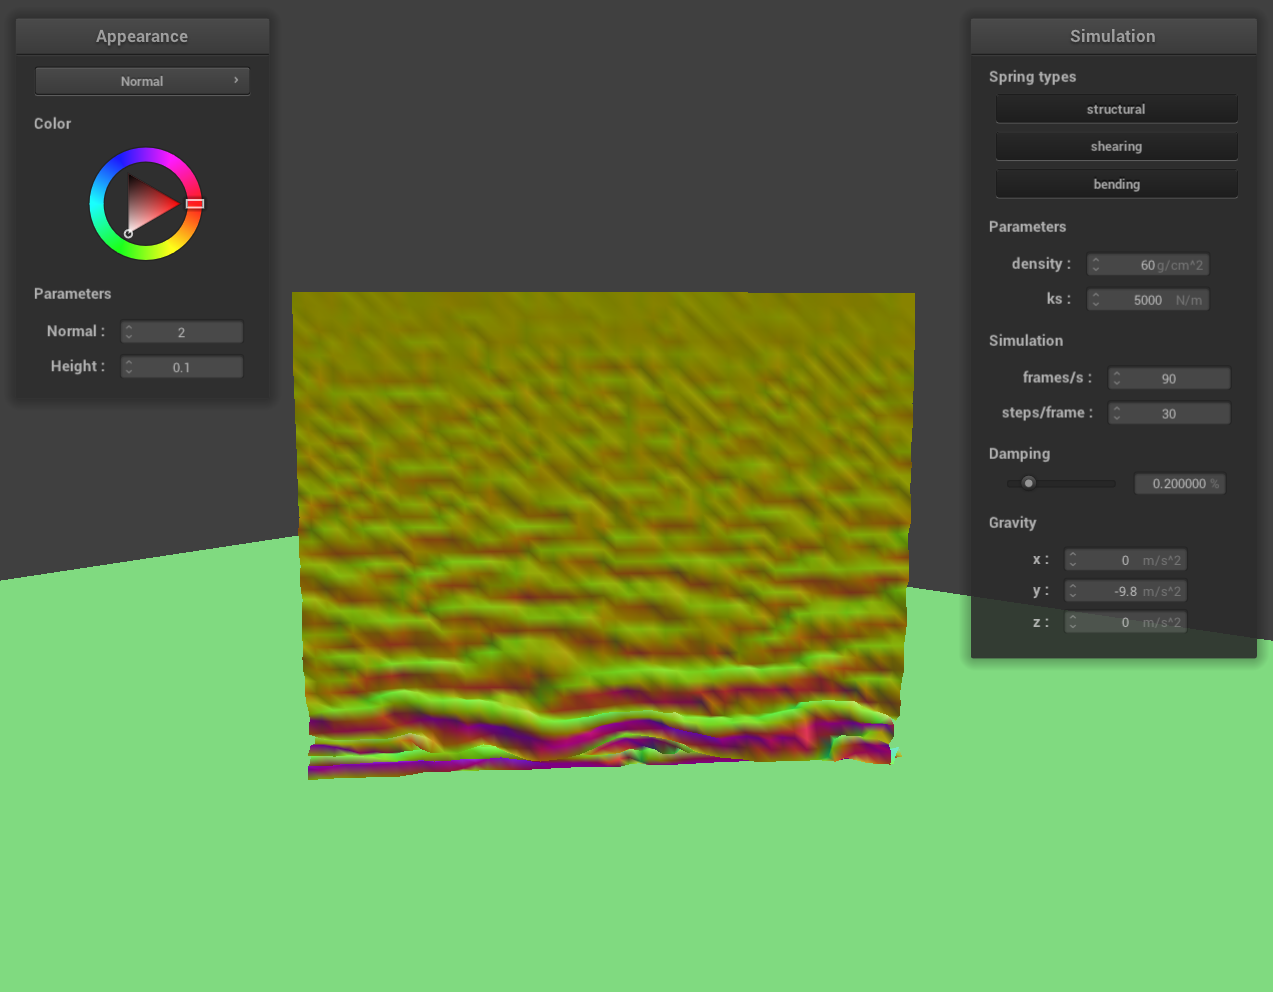 Appearance
Normal ›
Color
Parameters
Normal : 2
Height : 0.1
Simulation
Spring types
structural
shearing
bending
Parameters
density : 60 g/cm^2
ks : 5000 N/m
Simulation
frames/s : 90
steps/frame : 30
Damping
0.200000 %
Gravity
x : 0 m/s^2
y : -9.8 m/s^2
z : 0 m/s^2